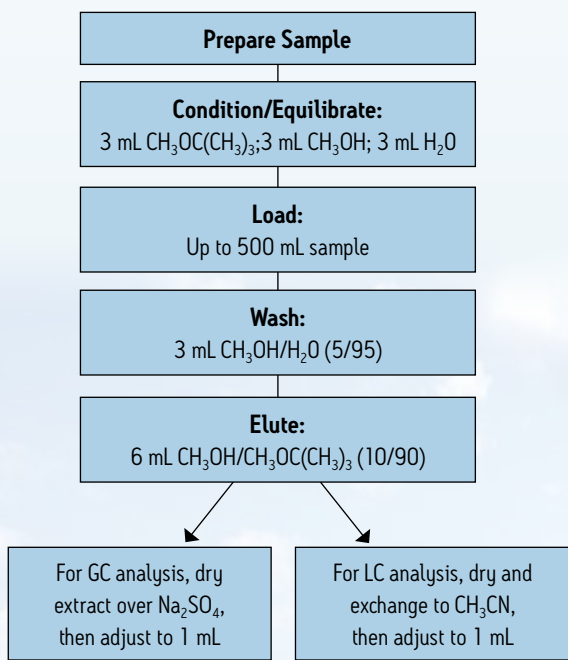 Prepare Sample
Condition/Equilibrate:
3 mL CH₃OC(CH₃)₃;3 mL CH₃OH; 3 mL H₂O
Load:
Up to 500 mL sample
Wash:
3 mL CH₃OH/H₂O (5/95)
Elute:
6 mL CH₃OH/CH₃OC(CH₃)₃ (10/90)
For GC analysis, dry
extract over Na₂SO₄,
then adjust to 1 mL
For LC analysis, dry and
exchange to CH₃CN,
then adjust to 1 mL